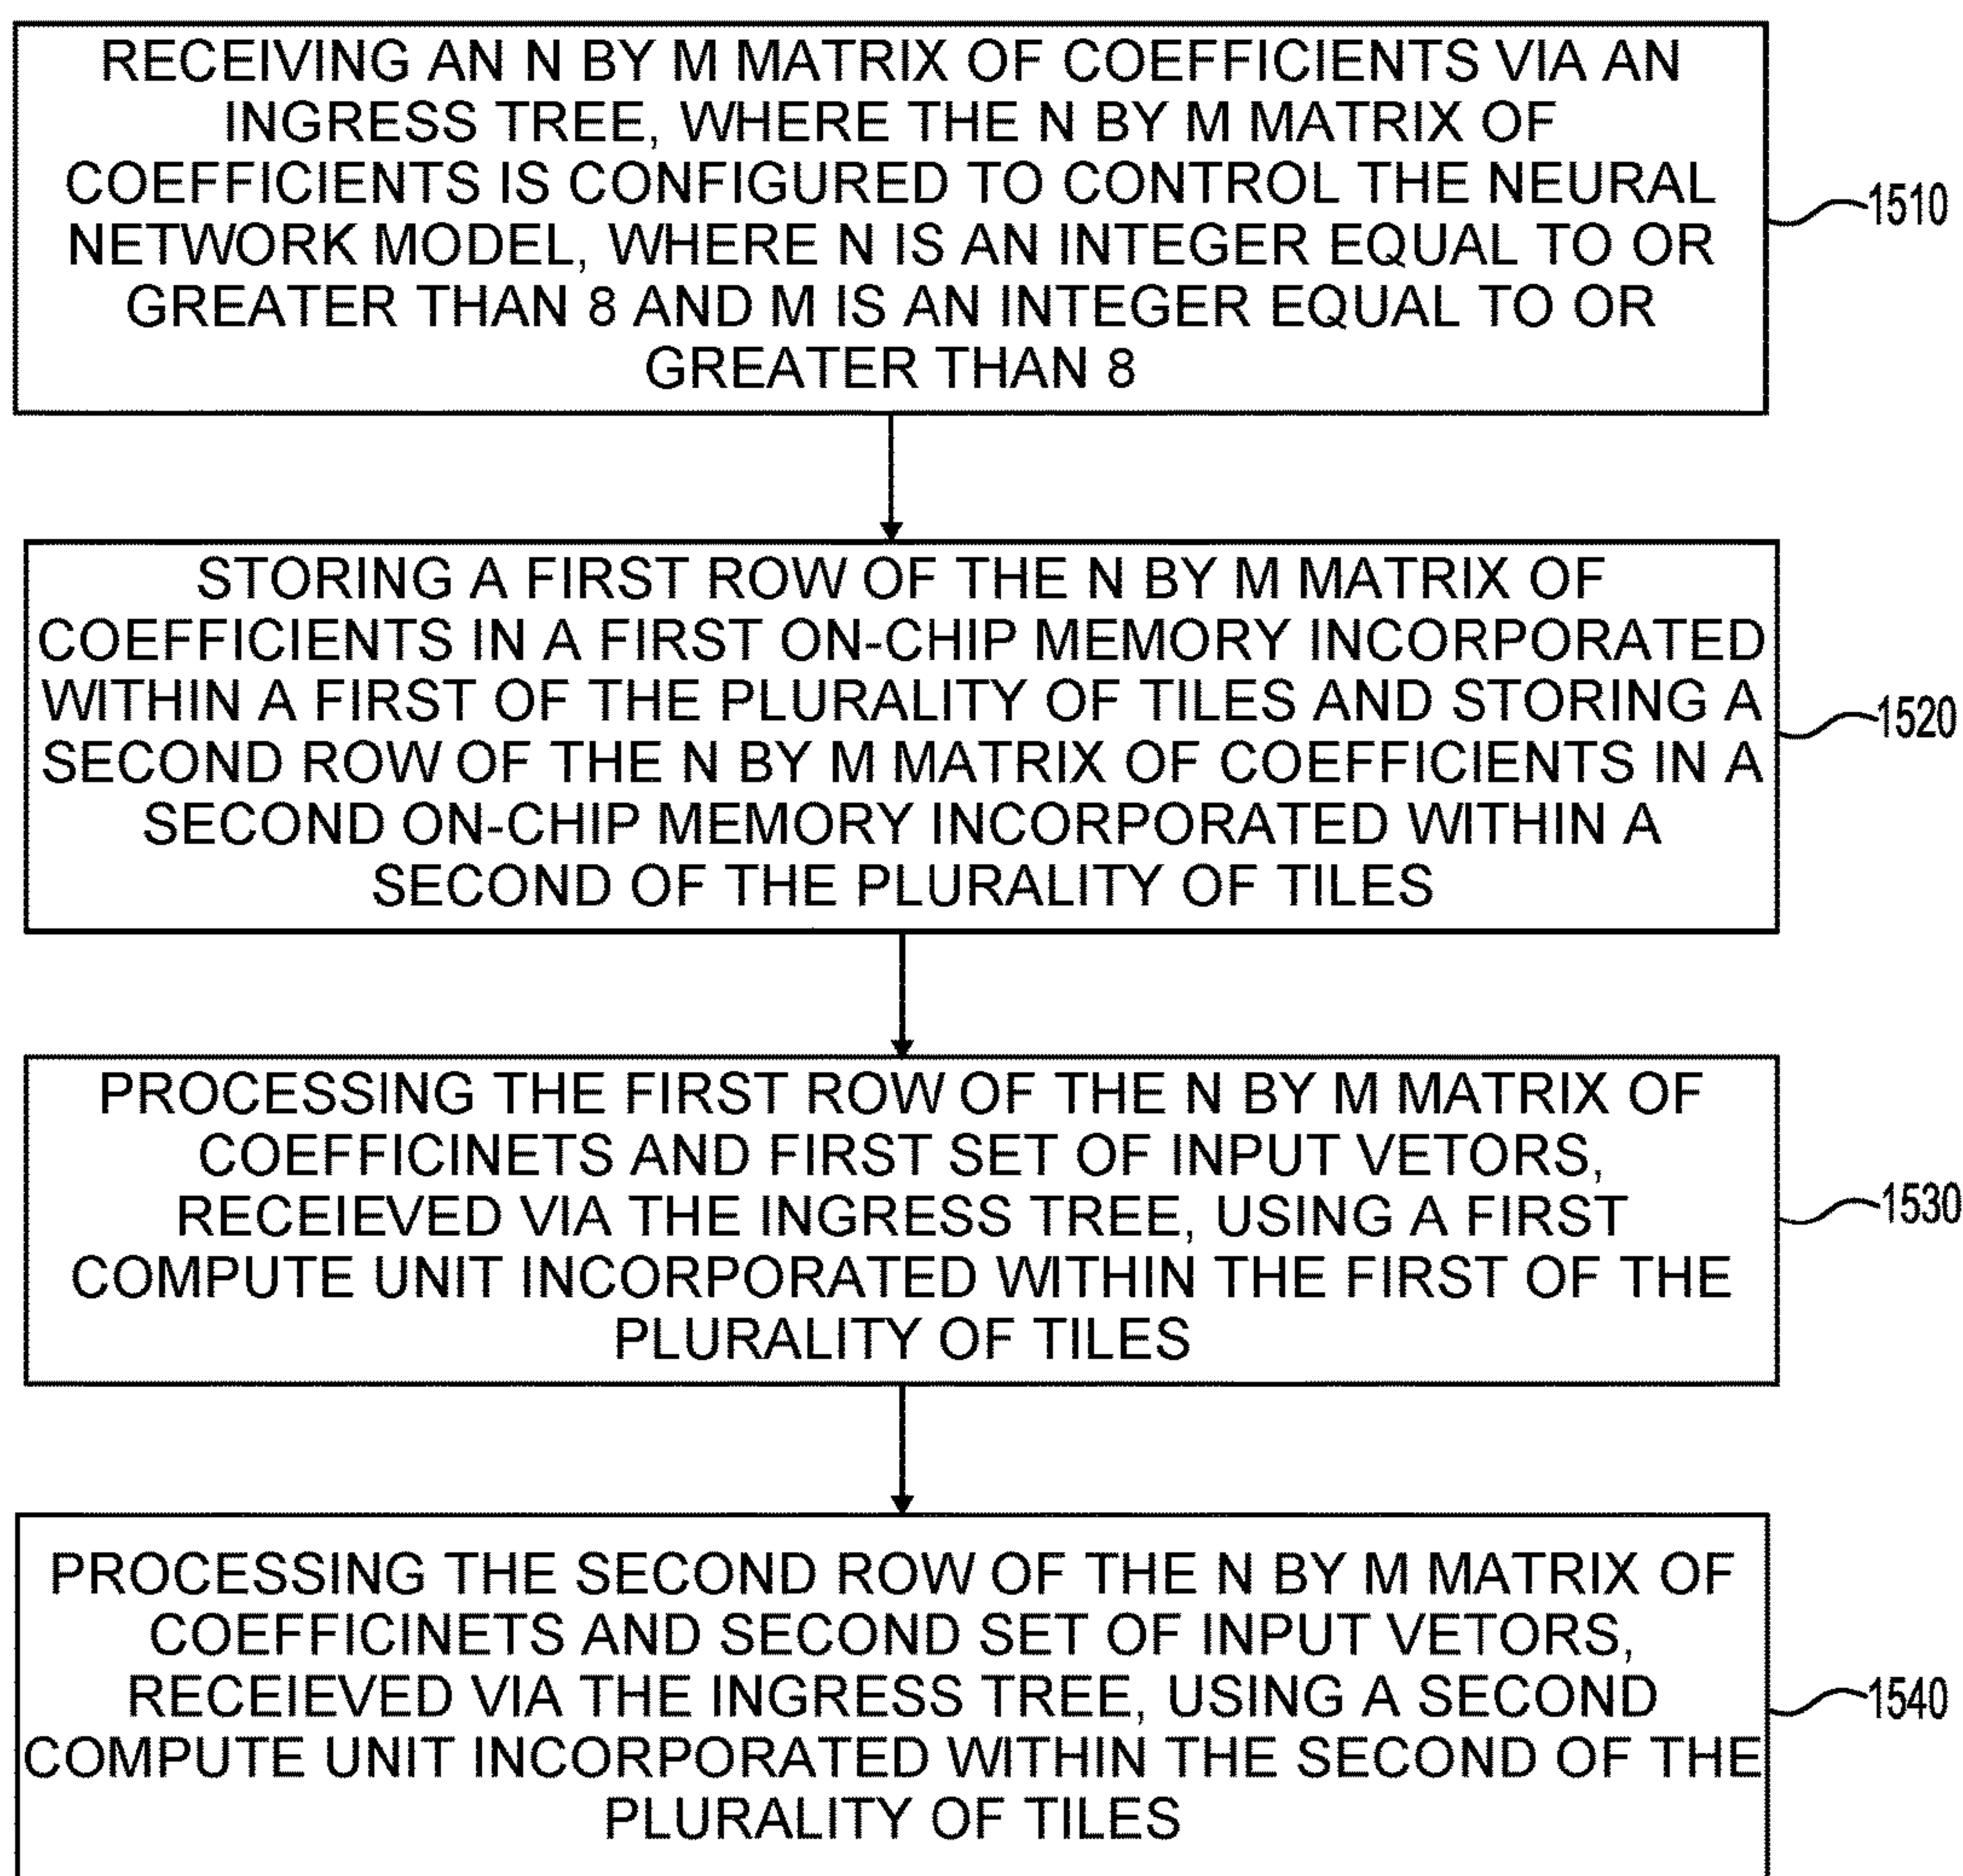 RECEIVING AN N BY M MATRIX OF COEFFICIENTS VIA AN
INGRESS TREE, WHERE THE N BY M MATRIX OF
COEFFICIENTS IS CONFIGURED TO CONTROL THE NEURAL
NETWORK MODEL, WHERE N IS AN INTEGER EQUAL TO OR
GREATER THAN 8 AND M IS AN INTEGER EQUAL TO OR
GREATER THAN 8
1510
STORING A FIRST ROW OF THE N BY M MATRIX OF
COEFFICIENTS IN A FIRST ON-CHIP MEMORY INCORPORATED
WITHIN A FIRST OF THE PLURALITY OF TILES AND STORING A
SECOND ROW OF THE N BY M MATRIX OF COEFFICIENTS IN A
SECOND ON-CHIP MEMORY INCORPORATED WITHIN A
SECOND OF THE PLURALITY OF TILES
1520
PROCESSING THE FIRST ROW OF THE N BY M MATRIX OF
COEFFICINETS AND FIRST SET OF INPUT VETORS,
RECEIEVED VIA THE INGRESS TREE, USING A FIRST
COMPUTE UNIT INCORPORATED WITHIN THE FIRST OF THE
PLURALITY OF TILES
1530
PROCESSING THE SECOND ROW OF THE N BY M MATRIX OF
COEFFICINETS AND SECOND SET OF INPUT VETORS,
RECEIEVED VIA THE INGRESS TREE, USING A SECOND
COMPUTE UNIT INCORPORATED WITHIN THE SECOND OF THE
PLURALITY OF TILES
1540